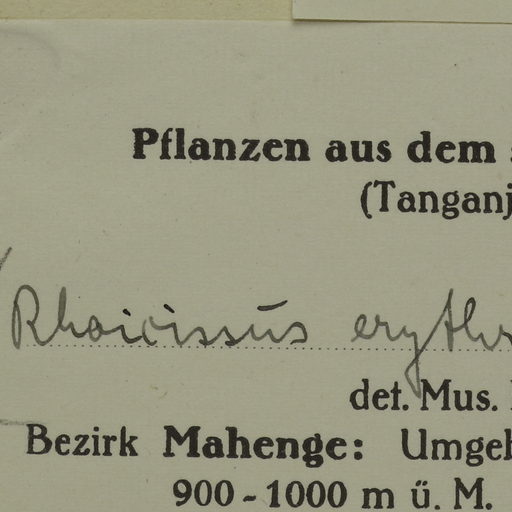 Pflanzen aus dem
(Tanganj
Rhoicissus eryth
det. Mus.
Bezirk Mahenge: Umgeb
900-1000 m ü. M.